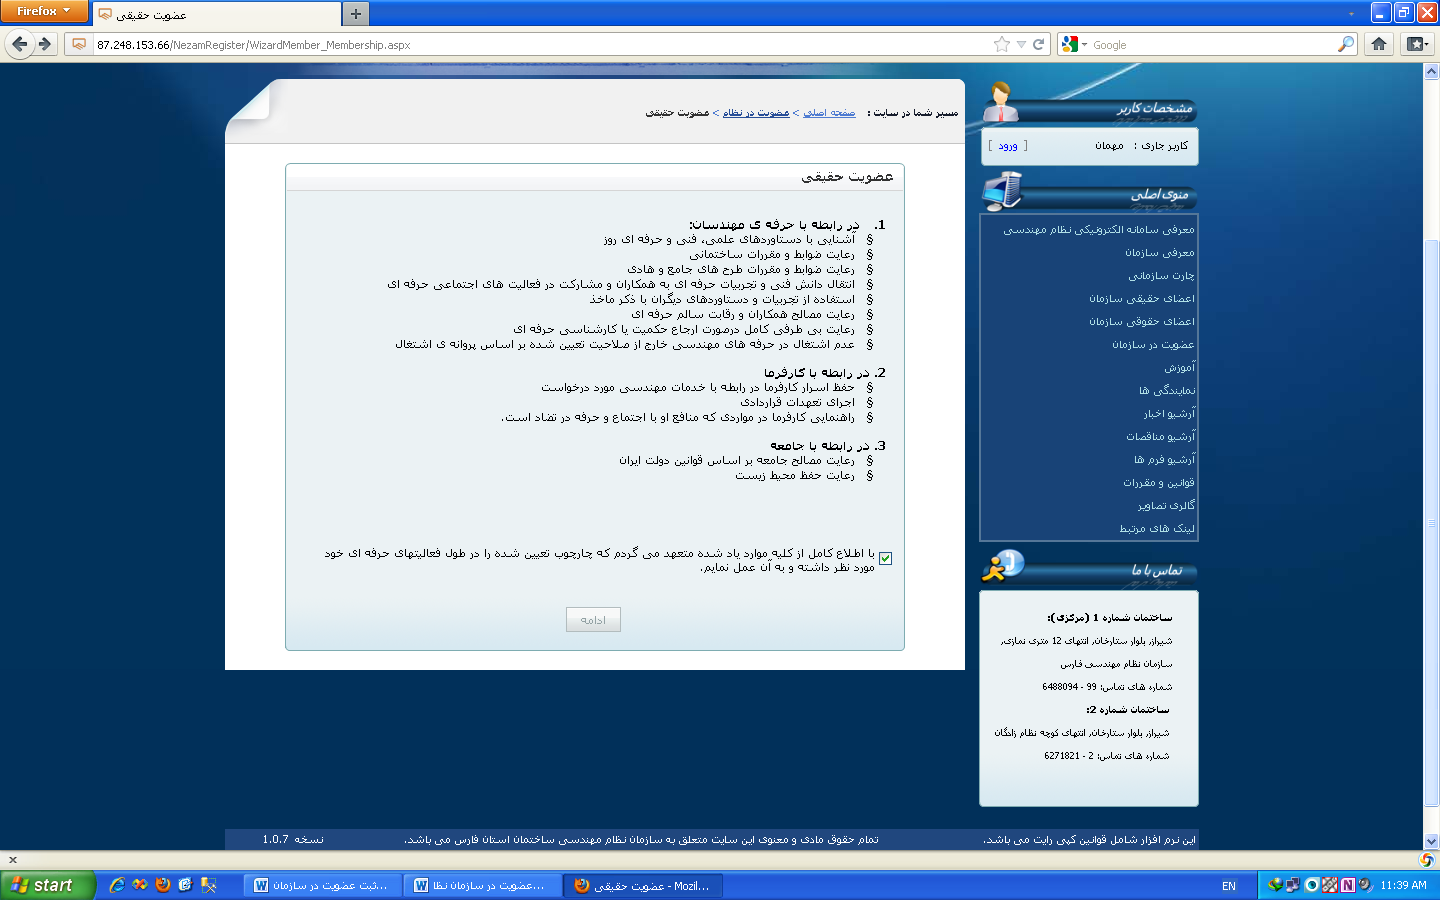 Firefox
عضویت حقیقی
87.248.153.66/NezamRegister/WizardMember_Membership.aspx
Google
مسیر شما در سایت : صفحه اصلی > عضویت در نظام > عضویت حقیقی
عضویت حقیقی
1. در رابطه با حرفه ی مهندسان:
§ آشنایی با دستاوردهای علمی، فنی و حرفه ای روز
§ رعایت ضوابط و مقررات ساختمانی
§ رعایت ضوابط و مقررات طرح های جامع و هادی
§ انتقال دانش فنی و تجربیات حرفه ای به همکاران و مشارکت در فعالیت های اجتماعی حرفه ای
§ استفاده از تجربیات و دستاوردهای دیگران با ذکر ماخذ
§ رعایت مصالح همکاران و رقابت سالم حرفه ای
§ رعایت بی طرفی کامل درصورت ارجاع حکمیت یا کارشناسی حرفه ای
§ عدم اشتغال در حرفه های مهندسی خارج از صلاحیت تعیین شده بر اساس پروانه ی اشتغال
2. در رابطه با کارفرما
§ حفظ اسرار کارفرما در رابطه با خدمات مهندسی مورد درخواست
§ اجرای تعهدات قراردادی
§ راهنمایی کارفرما در مواردی که منافع او با اجتماع و حرفه در تضاد است.
3. در رابطه با جامعه
§ رعایت مصالح جامعه بر اساس قوانین دولت ایران
§ رعایت حفظ محیط زیست
با اطلاع کامل از کلیه موارد یاد شده متعهد می گردم که چارچوب تعیین شده را در طول فعالیتهای حرفه ای خود
مورد نظر داشته و به آن عمل نمایم.
ادامه
مشخصات کاربر
کاربر جاری : مهمان [ ورود ]
منوی اصلی
معرفی سامانه الکترونیکی نظام مهندسی
معرفی سازمان
چارت سازمانی
اعضای حقیقی سازمان
اعضای حقوقی سازمان
عضویت در سازمان
آموزش
نمایندگی ها
آرشیو اخبار
آرشیو مناقصات
آرشیو فرم ها
قوانین و مقررات
گالری تصاویر
لینک های مرتبط
تماس با ما
ساختمان شماره 1 (مرکزی):
شیراز, بلوار ستارخان, انتهای 12 متری نمازی,
سازمان نظام مهندسی فارس
شماره های تماس: 99 - 6488094
ساختمان شماره 2:
شیراز, بلوار ستارخان, انتهای کوچه نظام زادگان
شماره های تماس: 2 - 6271821
این نرم افزار شامل قوانین کپی رایت می باشد.
تمام حقوق مادی و معنوی این سایت متعلق به سازمان نظام مهندسی ساختمان استان فارس می باشد.
نسخه 1.0.7
start
ثبت عضویت در سازمان...
عضویت در سازمان نظا...
عضویت حقیقی - Mozil...
EN
11:39 AM